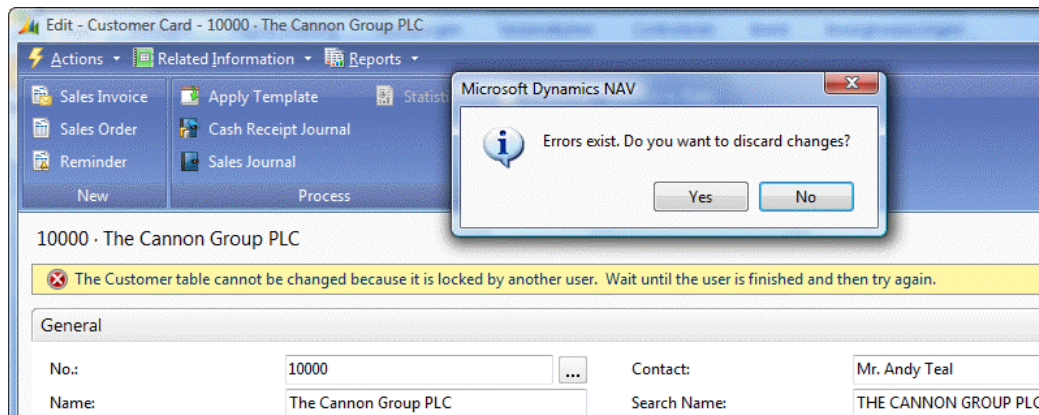 Edit - Customer Card - 10000 · The Cannon Group PLC
Actions Related Information Reports
Sales Invoice Apply Template
Sales Order Cash Receipt Journal
Reminder Sales Journal
New Process
Microsoft Dynamics NAV
Errors exist. Do you want to discard changes?
Yes No
10000 · The Cannon Group PLC
The Customer table cannot be changed because it is locked by another user. Wait until the user is finished and then try again.
General
No.: 10000 ... Contact: Mr. Andy Teal
Name: The Cannon Group PLC Search Name: THE CANNON GROUP PLC